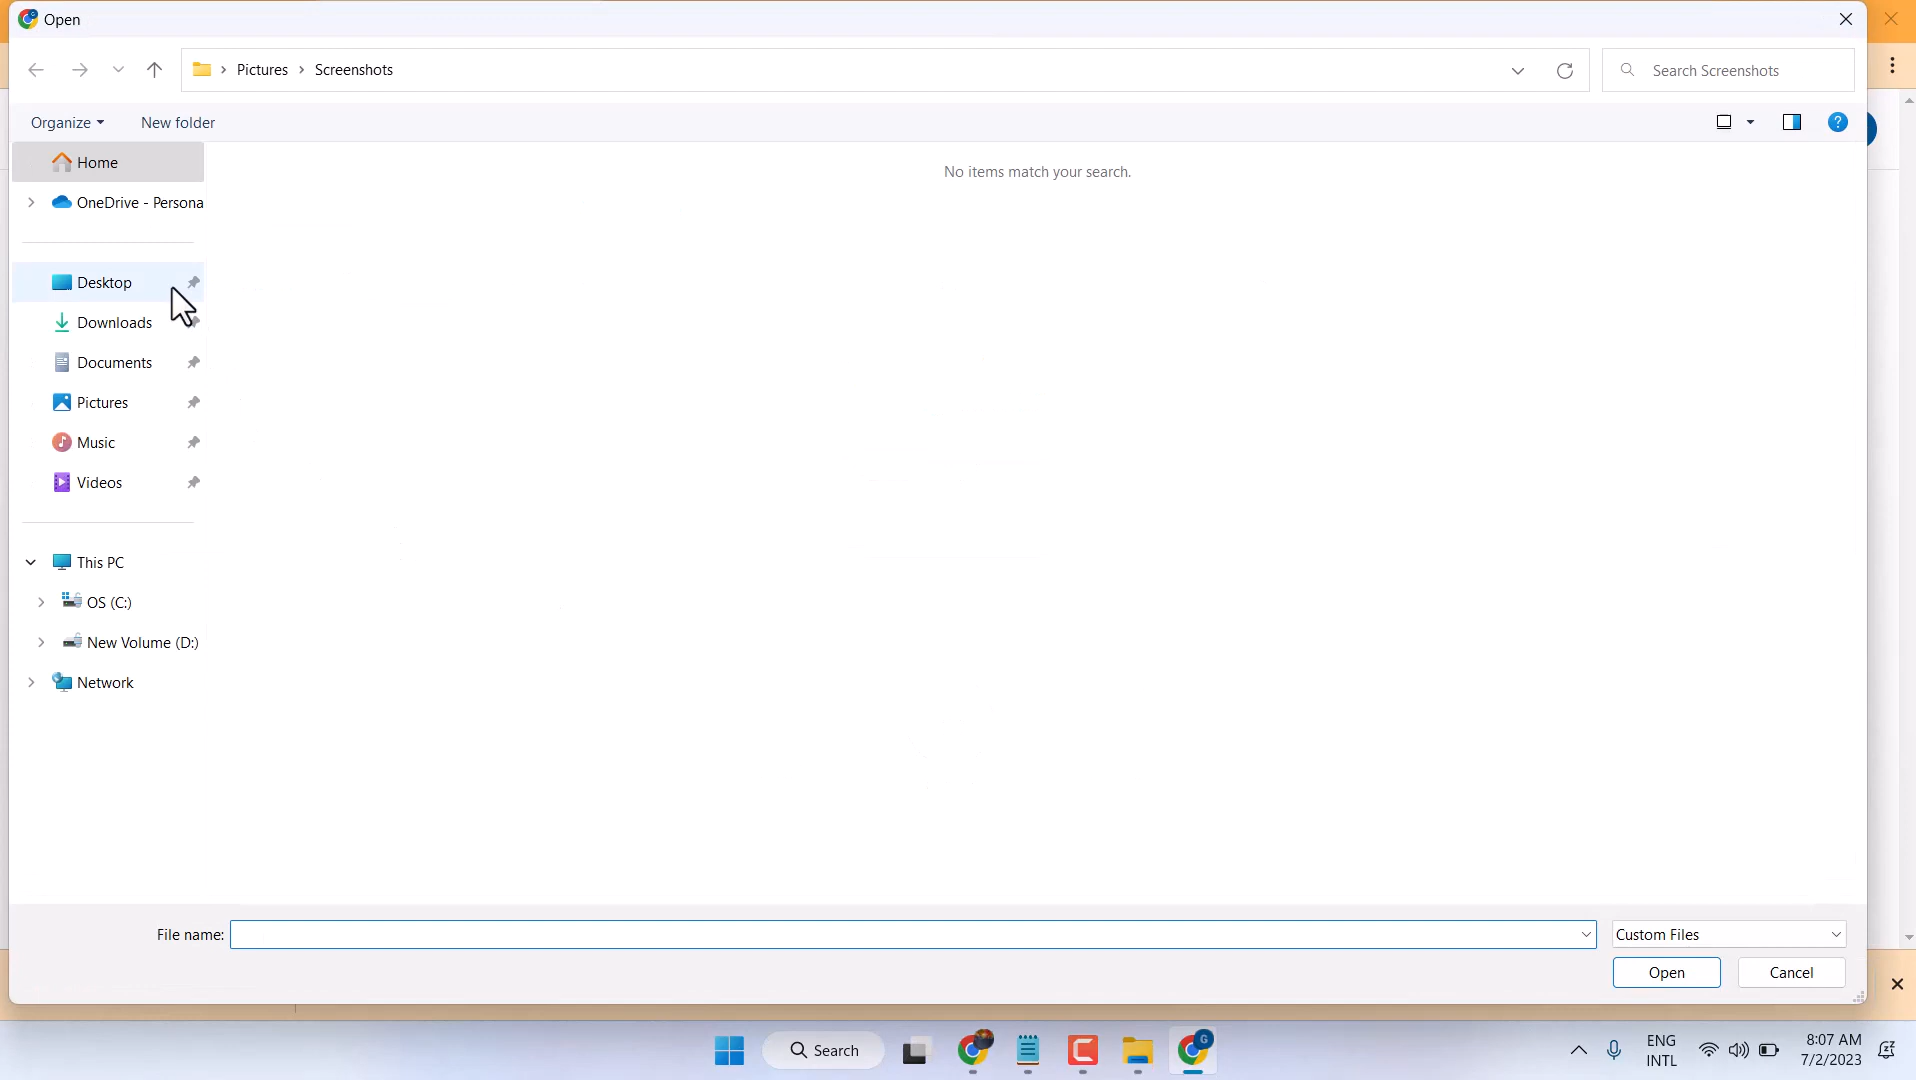 Open
Pictures > Screenshots
Search Screenshots
Organize
New folder
Home
No items match your search.
OneDrive - Persona
Desktop
Downloads
Documents
Pictures
Music
Videos
This PC
OS (C:)
New Volume (D:)
Network
File name:
Custom Files
Open
Cancel
Search
ENG
INTL
8:07 AM
7/2/2023